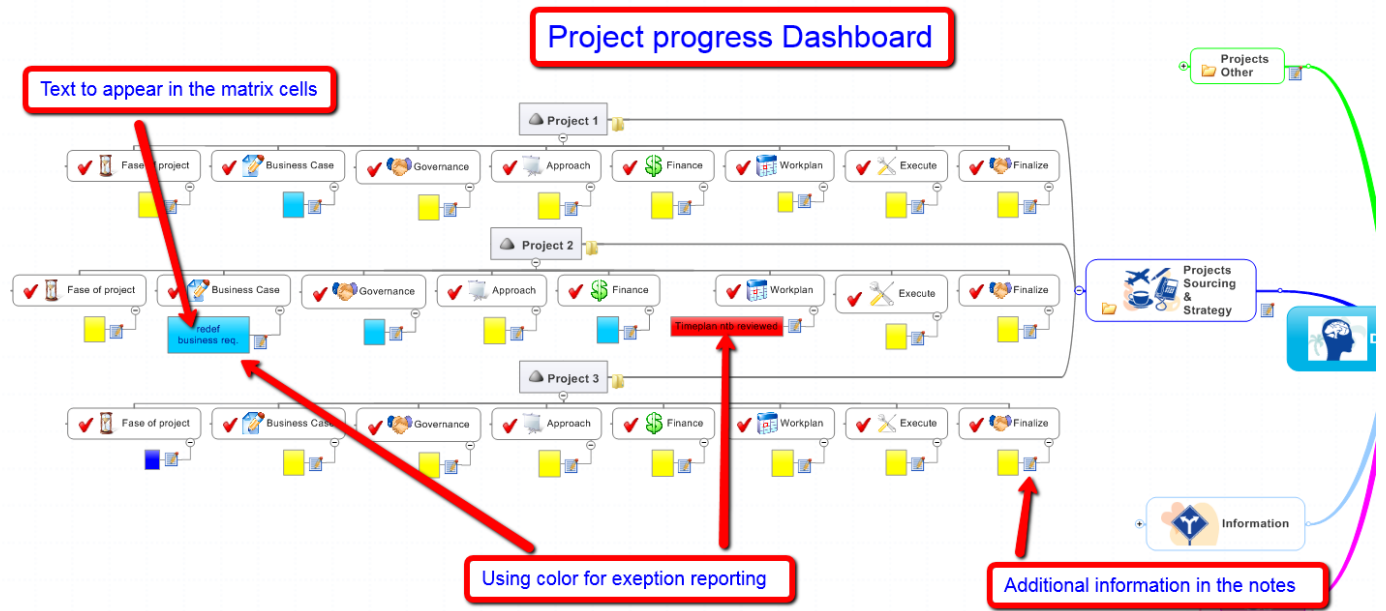 Project progress Dashboard
Projects
Other
Text to appear in the matrix cells
Project 1
Fase of project
Business Case
Governance
Approach
Finance
Workplan
Execute
Finalize
Project 2
Fase of project
Business Case
Governance
Approach
Finance
Workplan
Execute
Finalize
redef
business req.
Timeplan ntb reviewed
Projects
Sourcing
&
Strategy
D
Project 3
Fase of project
Business Case
Governance
Approach
Finance
Workplan
Execute
Finalize
Information
Using color for exeption reporting
Additional information in the notes